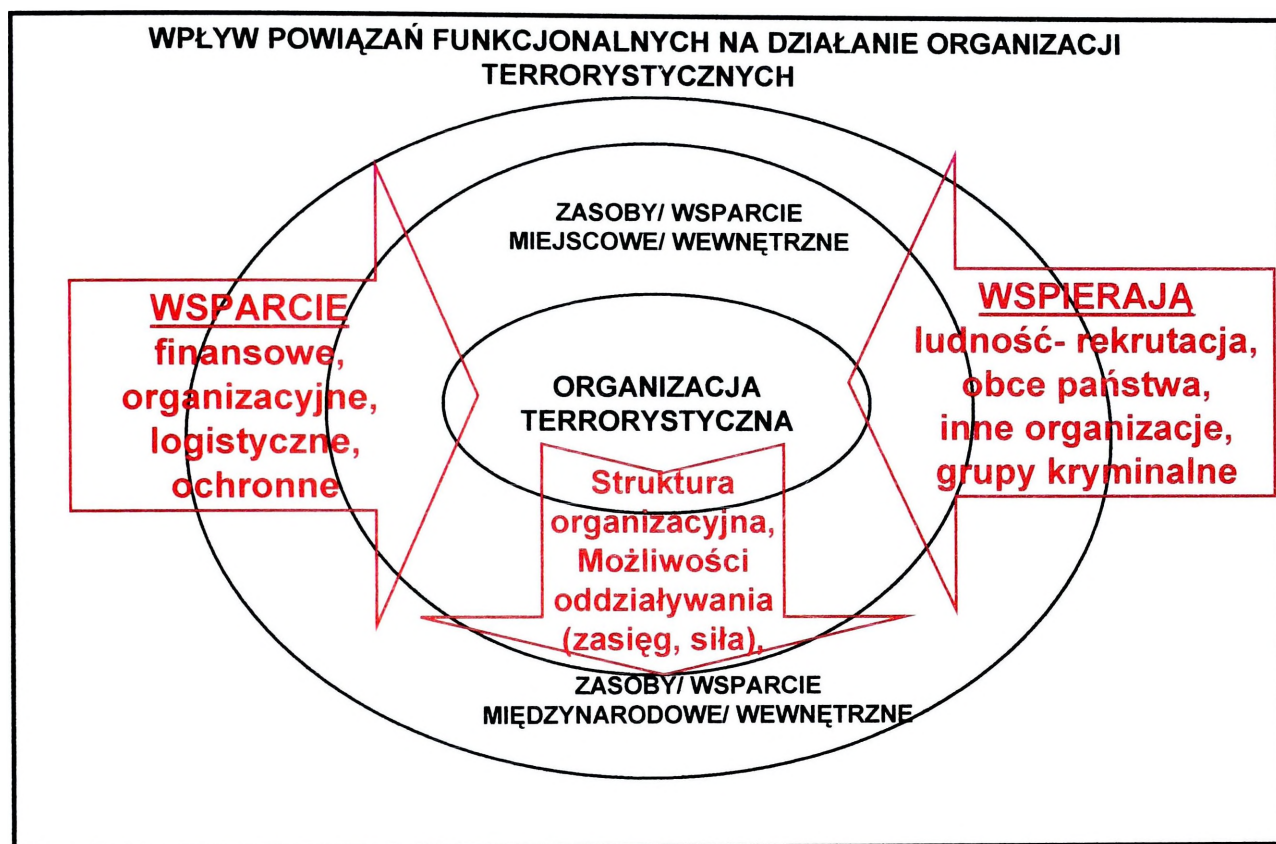 WPŁYW POWIĄZAŃ FUNKCJONALNYCH NA DZIAŁANIE ORGANIZACJI
TERRORYSTYCZNYCH
ZASOBY/ WSPARCIE
MIEJSCOWE/ WEWNĘTRZNE
WSPARCIE
finansowe,
organizacyjne,
logistyczne,
ochronne
ORGANIZACJA
TERRORYSTYCZNA
WSPIERAJĄ
ludność- rekrutacja,
obce państwa,
inne organizacje,
grupy kryminalne
Struktura
organizacyjna,
Możliwości
oddziaływania
(zasięg, siła),
ZASOBY/ WSPARCIE
MIĘDZYNARODOWE/ WEWNĘTRZNE